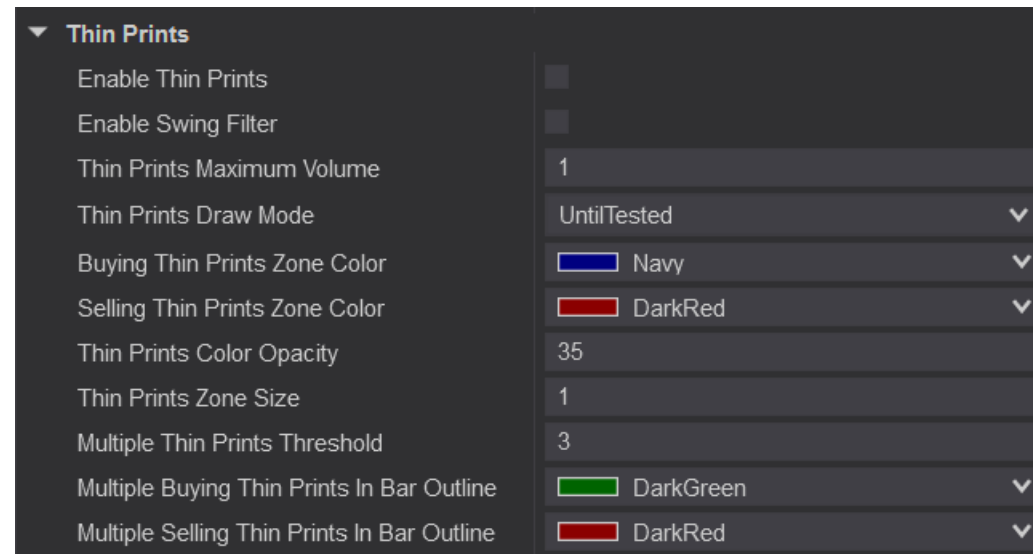 Thin Prints
Enable Thin Prints
Enable Swing Filter
Thin Prints Maximum Volume 1
Thin Prints Draw Mode UntilTested
Buying Thin Prints Zone Color Navy
Selling Thin Prints Zone Color DarkRed
Thin Prints Color Opacity 35
Thin Prints Zone Size 1
Multiple Thin Prints Threshold 3
Multiple Buying Thin Prints In Bar Outline DarkGreen
Multiple Selling Thin Prints In Bar Outline DarkRed